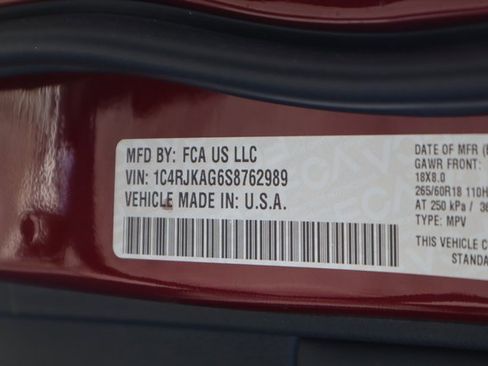 MFD BY: FCA US LLC
VIN: 1C4RJKAG6S8762989
VEHICLE MADE IN: U.S.A.
DATE OF MFR
GAWR FRONT:
18X8.0
265/60R18 110H
AT 250 kPa /
TYPE: MPV
THIS VEHICLE